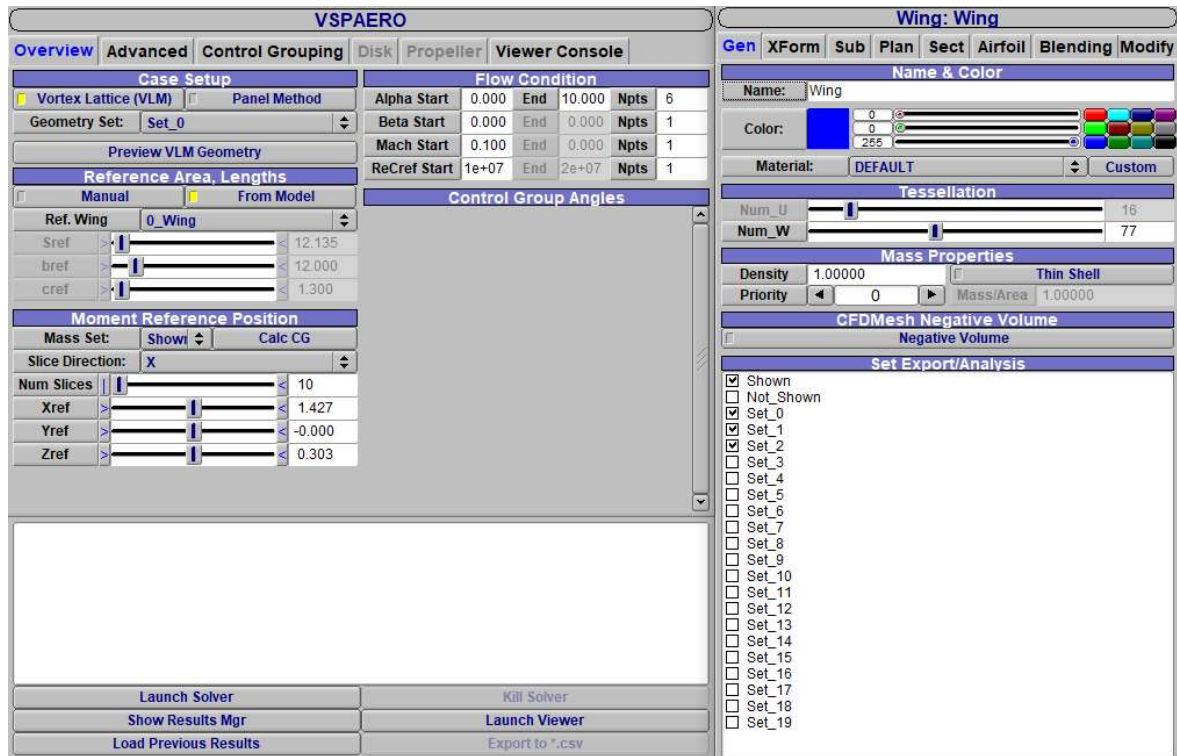 VSPAERO
Overview Advanced Control Grouping Disk Propeller Viewer Console
Case Setup
Vortex Lattice (VLM) Panel Method
Geometry Set: Set_0
Preview VLM Geometry
Reference Area, Lengths
Manual From Model
Ref. Wing 0_Wing
Sref > < 12.135
bref > < 12.000
cref > < 1.300
Moment Reference Position
Mass Set: Shown Calc CG
Slice Direction: X
Num Slices | < 10
Xref > < 1.427
Yref > < -0.000
Zref > < 0.303
Flow Condition
Alpha Start 0.000 End 10.000 Npts 6
Beta Start 0.000 End 0.000 Npts 1
Mach Start 0.100 End 0.000 Npts 1
ReCref Start 1e+07 End 2e+07 Npts 1
Control Group Angles
Launch Solver Kill Solver
Show Results Mgr Launch Viewer
Load Previous Results Export to *.csv
Wing: Wing
Gen XForm Sub Plan Sect Airfoil Blending Modify
Name & Color
Name: Wing
Color:
0
0
255
Material: DEFAULT Custom
Tessellation
Num_U 16
Num_W 77
Mass Properties
Density 1.00000 Thin Shell
Priority 0 Mass/Area 1.00000
CFDMesh Negative Volume
Negative Volume
Set Export/Analysis
Shown
Not_Shown
Set_0
Set_1
Set_2
Set_3
Set_4
Set_5
Set_6
Set_7
Set_8
Set_9
Set_10
Set_11
Set_12
Set_13
Set_14
Set_15
Set_16
Set_17
Set_18
Set_19